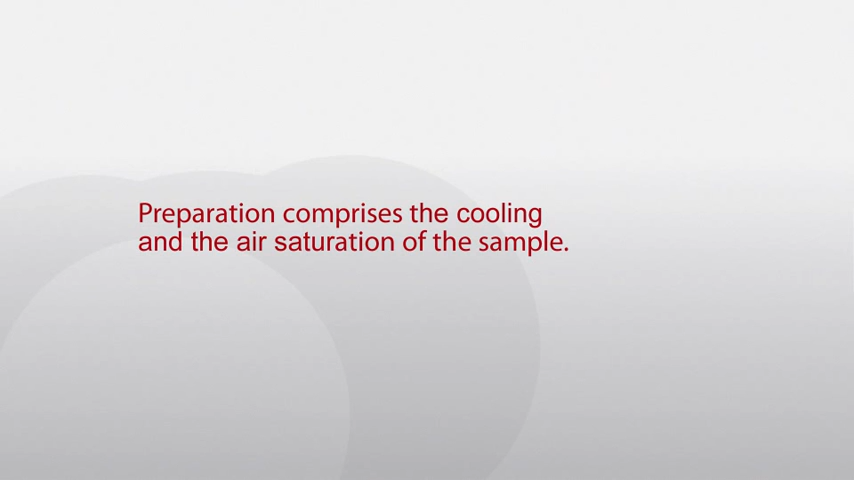 Preparation comprises the cooling
and the air saturation of the sample.